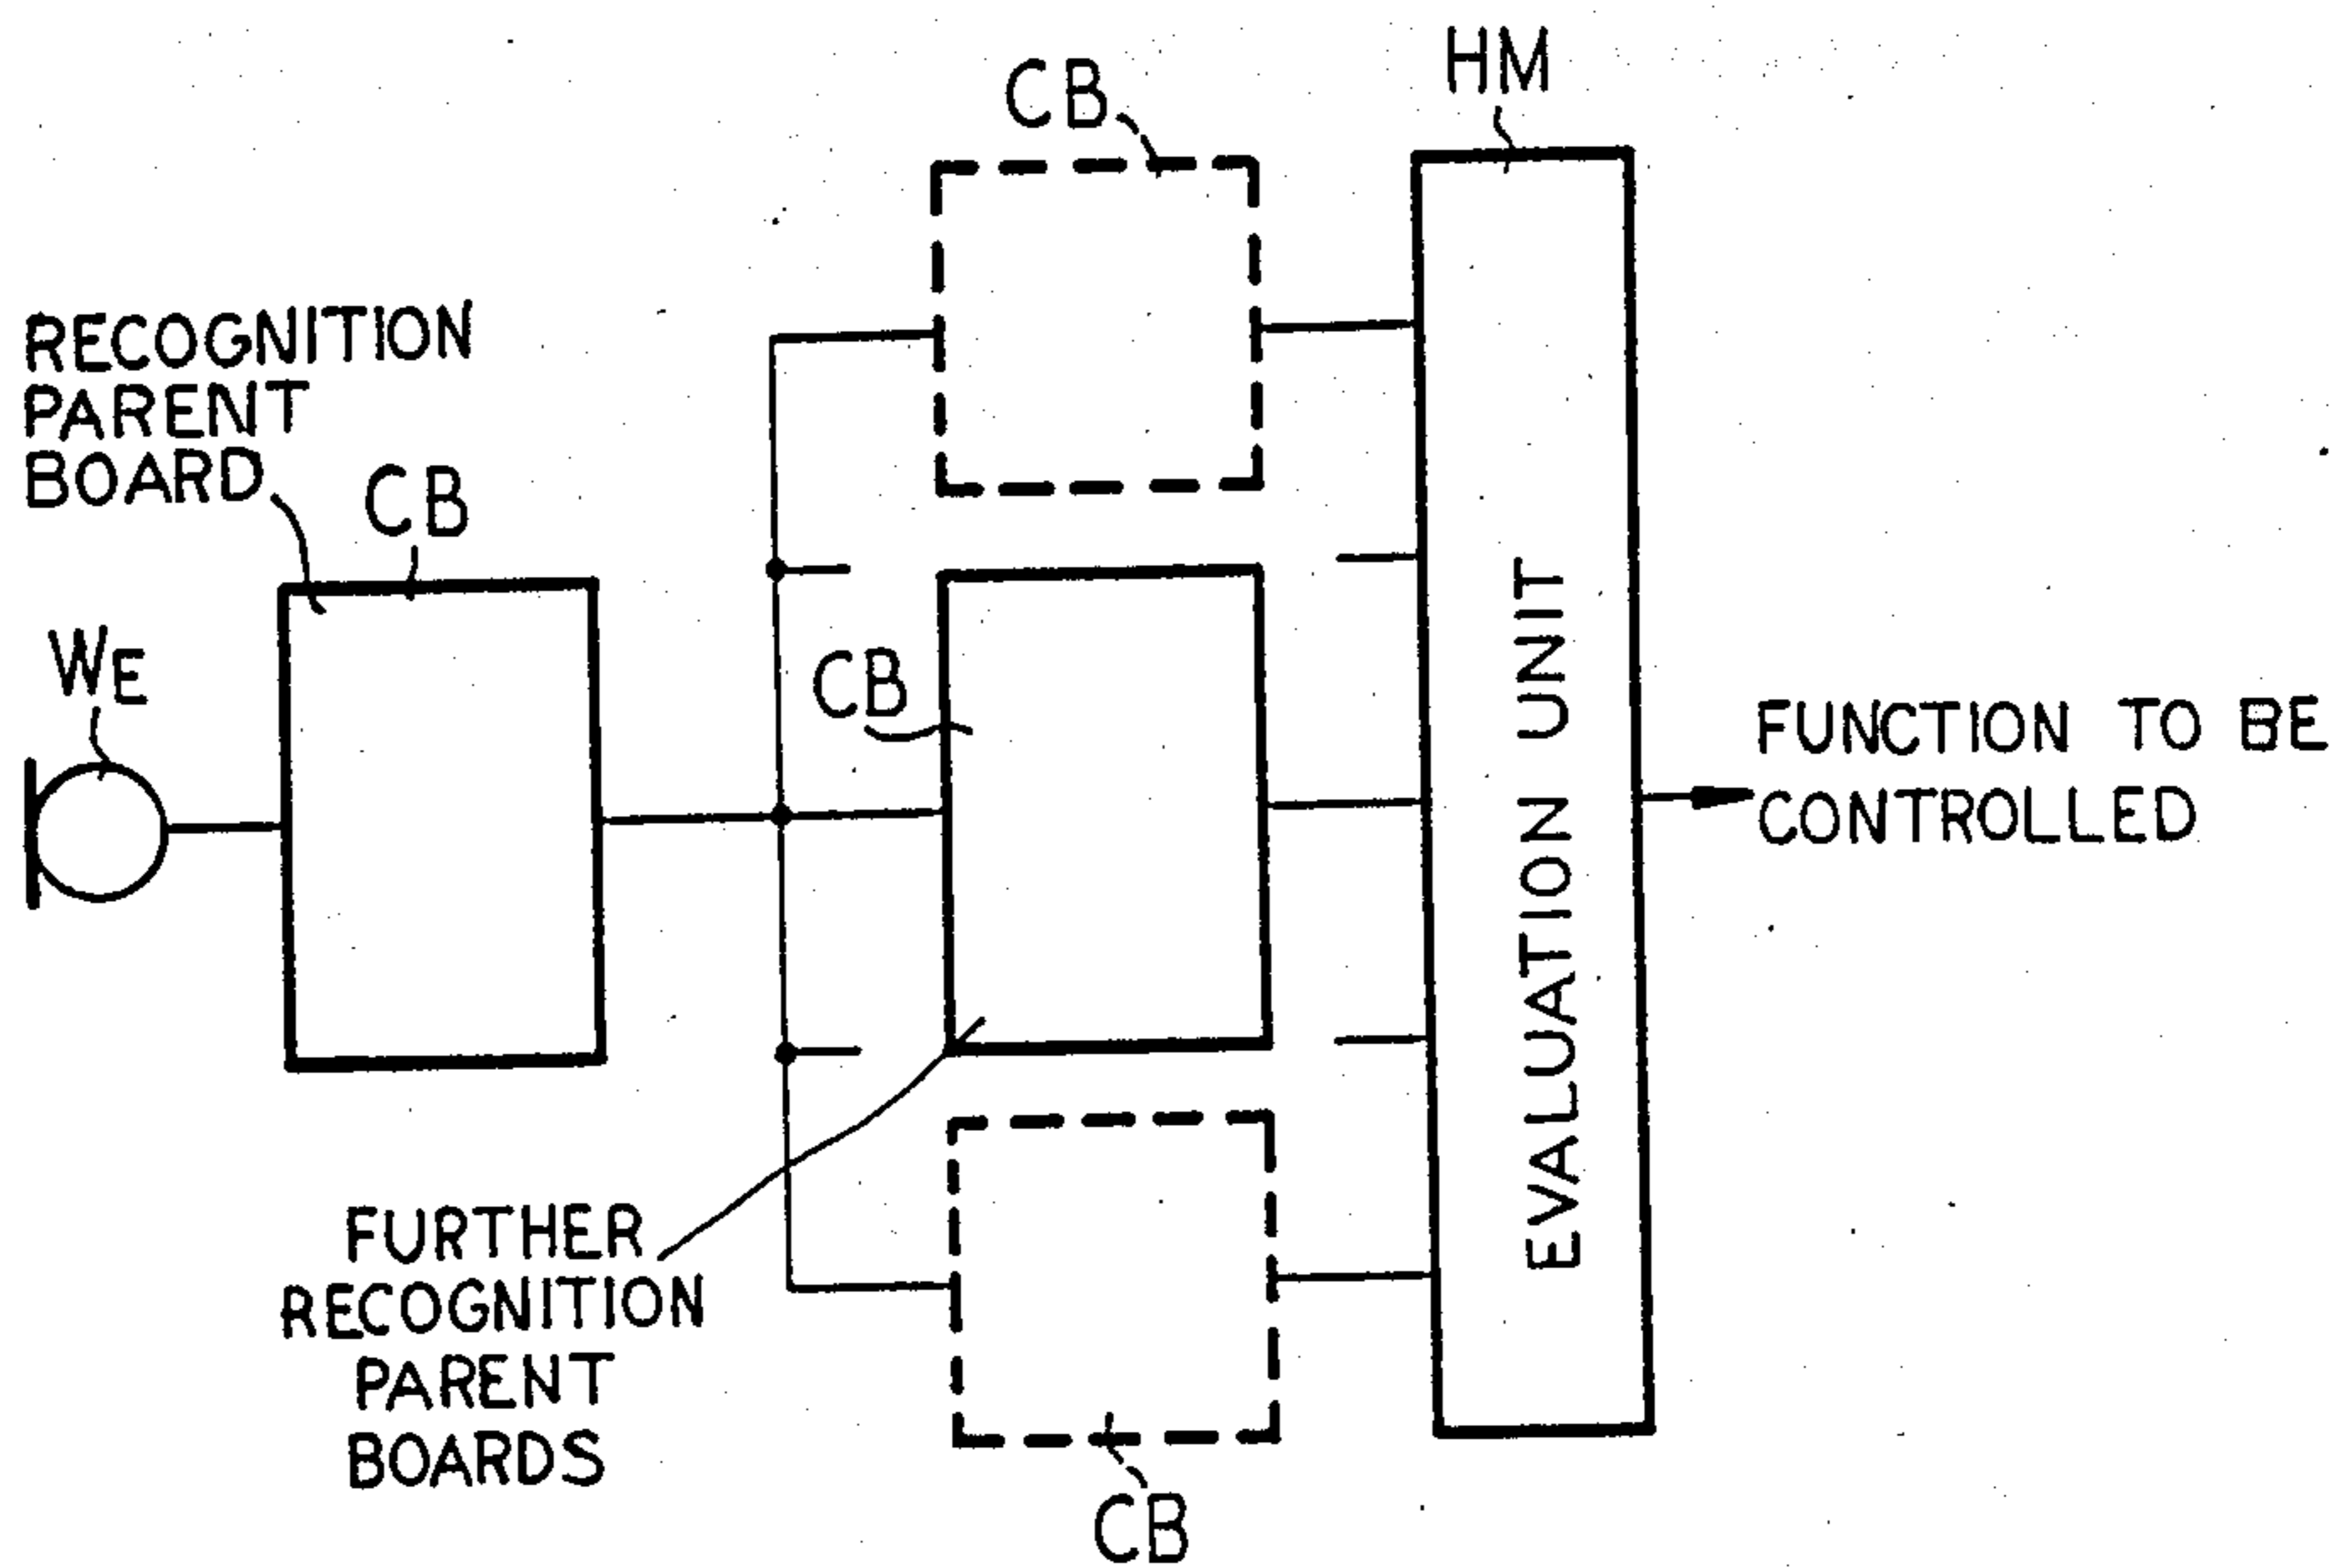 HM
CB
RECOGNITION
PARENT
BOARD
CB
WE
CB
EVALUATION UNIT
FUNCTION TO BE
CONTROLLED
FURTHER
RECOGNITION
PARENT
BOARDS
CB